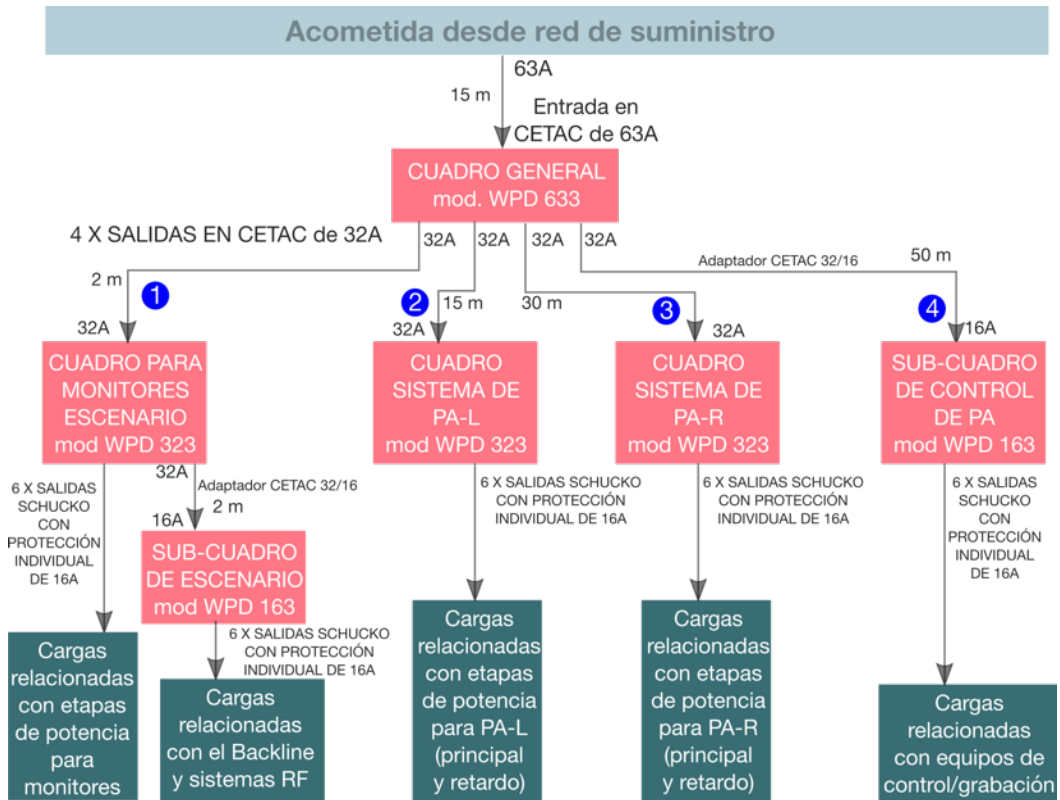 Acometida desde red de suministro
63A
15 m
Entrada en
CETAC de 63A
CUADRO GENERAL
mod. WPD 633
4 X SALIDAS EN CETAC de 32A
32A
32A
32A
32A
Adaptador CETAC 32/16
50 m
2 m
1
2
15 m
30 m
3
4
32A
32A
32A
16A
CUADRO PARA
MONITORES
ESCENARIO
mod WPD 323
CUADRO
SISTEMA DE
PA-L
mod WPD 323
CUADRO
SISTEMA DE
PA-R
mod WPD 323
SUB-CUADRO
DE CONTROL
DE PA
mod WPD 163
6 X SALIDAS
SCHUCKO
CON
PROTECCIÓN
INDIVIDUAL
DE 16A
32A
Adaptador CETAC 32/16
2 m
16A
SUB-CUADRO
DE ESCENARIO
mod WPD 163
6 X SALIDAS SCHUCKO
CON PROTECCIÓN
INDIVIDUAL DE 16A
6 X SALIDAS SCHUCKO
CON PROTECCIÓN
INDIVIDUAL DE 16A
6 X SALIDAS SCHUCKO
CON PROTECCIÓN
INDIVIDUAL DE 16A
6 X SALIDAS
SCHUCKO
CON
PROTECCIÓN
INDIVIDUAL
DE 16A
Cargas
relacionadas
con etapas
de potencia
para
monitores
Cargas
relacionadas
con el Backline
y sistemas RF
Cargas
relacionadas
con etapas
de potencia
para PA-L
(principal
y retardo)
Cargas
relacionadas
con etapas
de potencia
para PA-R
(principal
y retardo)
Cargas
relacionadas
con equipos de
control/grabación